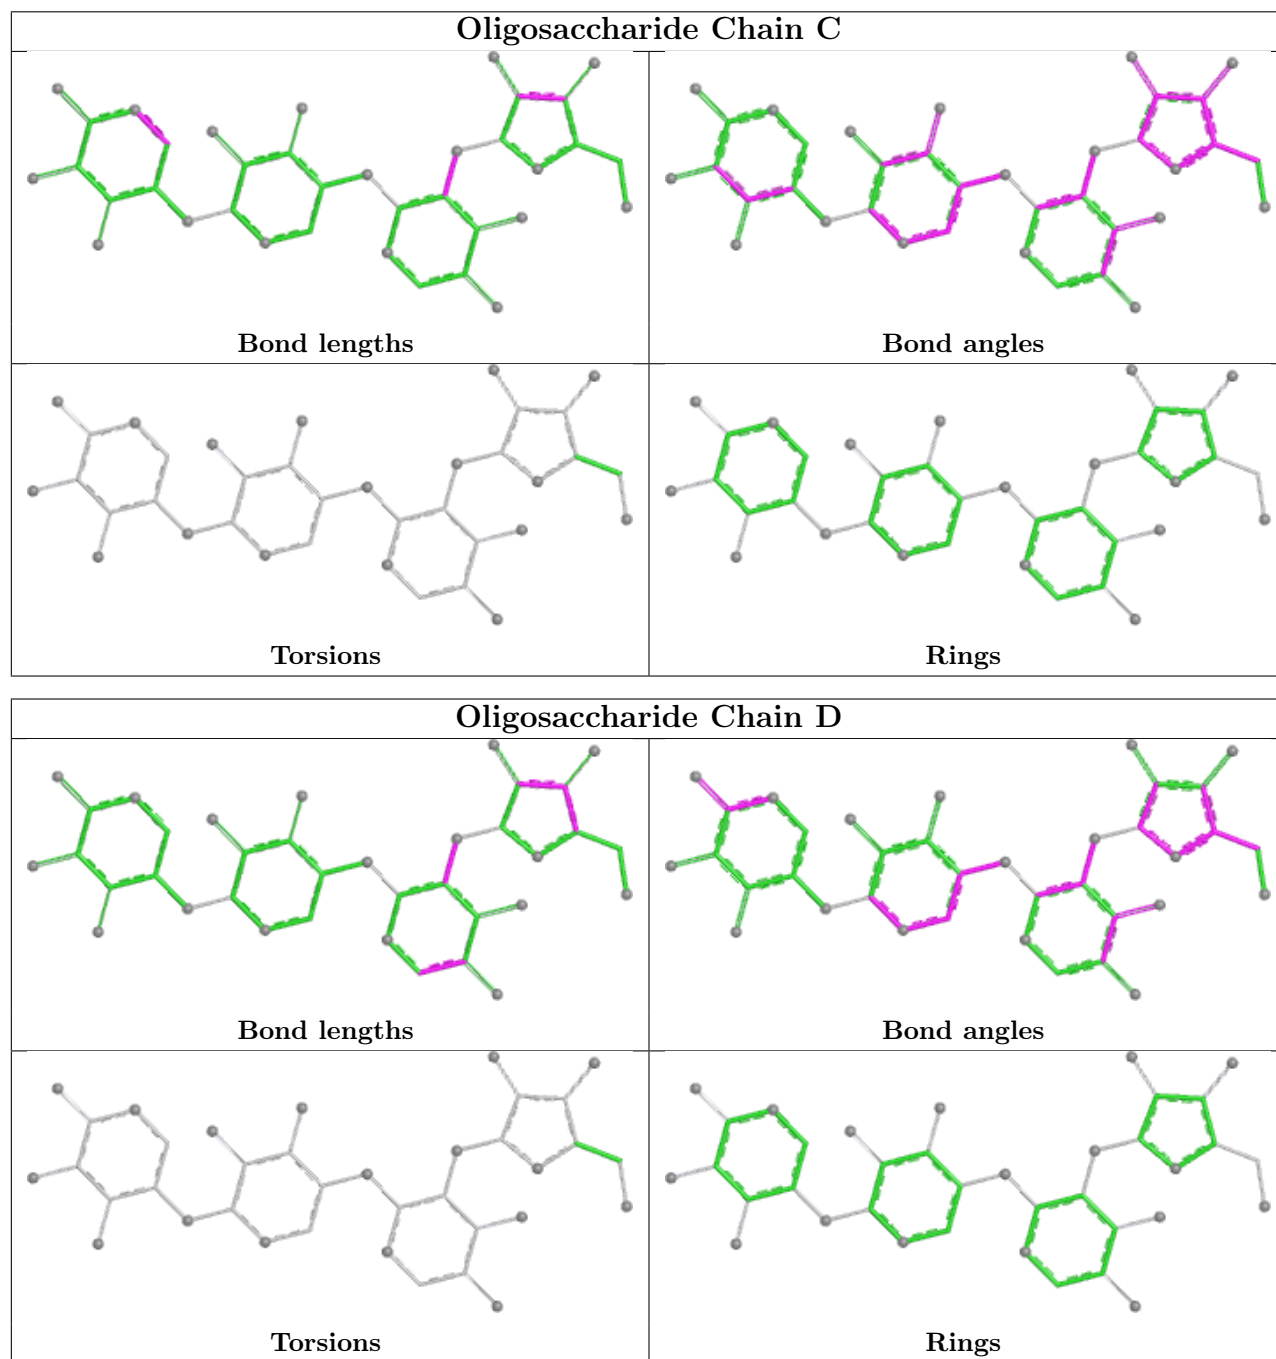 Oligosaccharide Chain C
Bond lengths
Bond angles
Torsions
Rings
Oligosaccharide Chain D
Bond lengths
Bond angles
Torsions
Rings